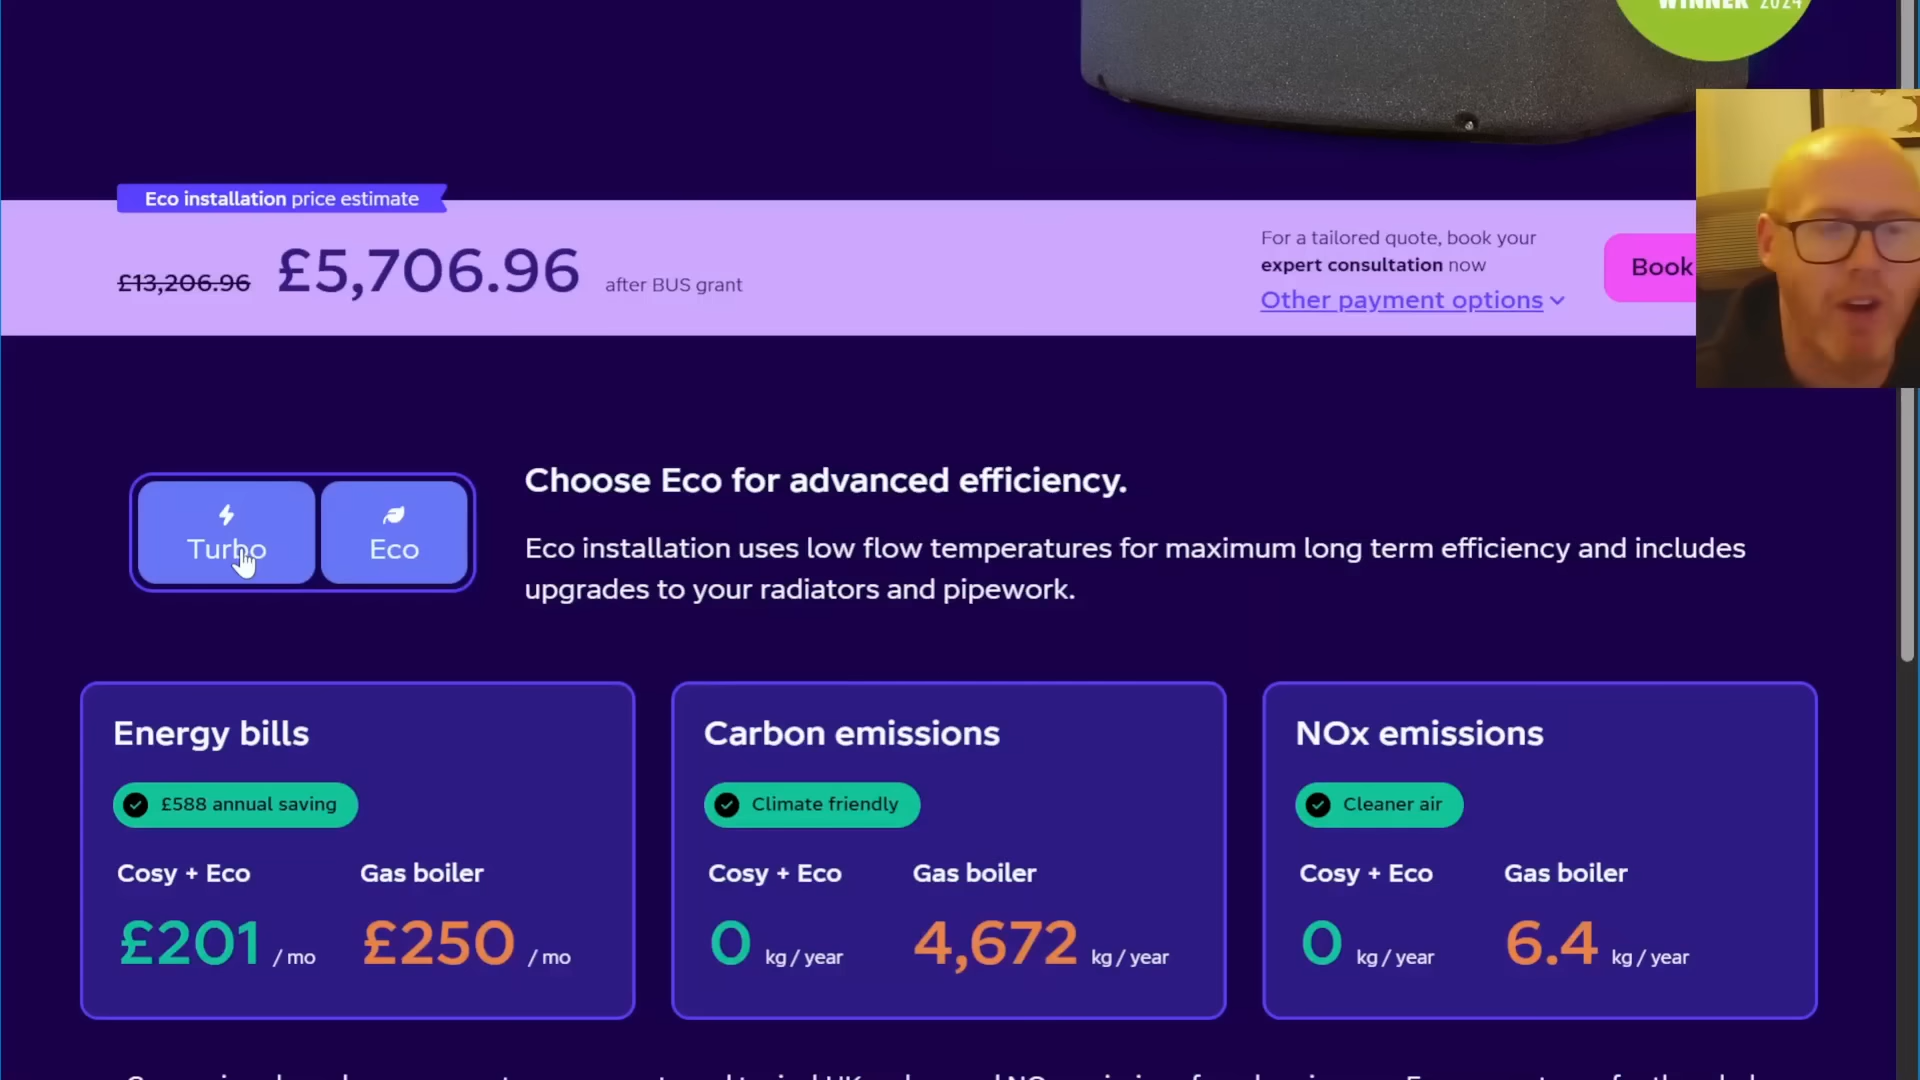 WINNER 2024
Eco installation price estimate
£13,206.96 £5,706.96 after BUS grant
For a tailored quote, book your
expert consultation now
Other payment options
Book
Turbo
Eco
Choose Eco for advanced efficiency.
Eco installation uses low flow temperatures for maximum long term efficiency and includes
upgrades to your radiators and pipework.
Energy bills
£588 annual saving
Cosy + Eco Gas boiler
£201 / mo £250 / mo
Carbon emissions
Climate friendly
Cosy + Eco Gas boiler
0 kg / year 4,672 kg / year
NOx emissions
Cleaner air
Cosy + Eco Gas boiler
0 kg / year 6.4 kg / year